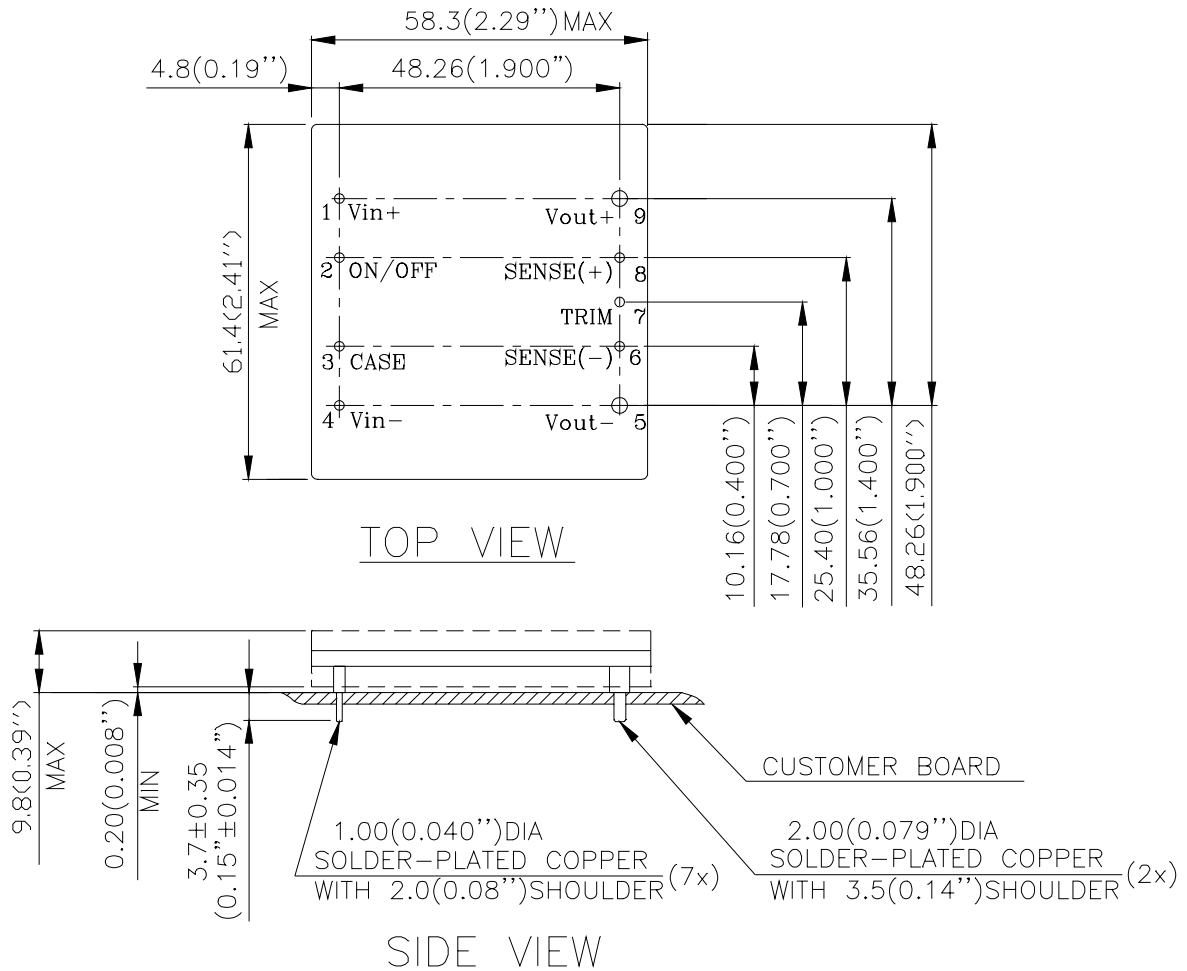 58.3(2.29'')MAX
4.8(0.19'')
48.26(1.900")
61.4(2.41'')
MAX
1 Vin+
Vout+ 9
2 ON/OFF
SENSE(+) 8
TRIM 7
3 CASE
SENSE(-) 6
4 Vin-
Vout- 5
10.16(0.400'')
17.78(0.700'')
25.40(1.000'')
35.56(1.400'')
48.26(1.900'')
TOP VIEW
9.8(0.39'')
MAX
0.20(0.008'')
MIN
3.7±0.35
(0.15"±0.014")
CUSTOMER BOARD
1.00(0.040'')DIA
SOLDER-PLATED COPPER
WITH 2.0(0.08'')SHOULDER (7x)
2.00(0.079'')DIA
SOLDER-PLATED COPPER
WITH 3.5(0.14'')SHOULDER (2x)
SIDE VIEW